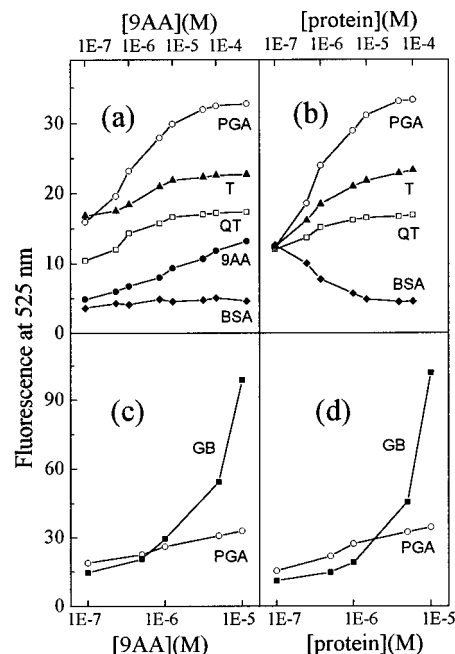 [9AA](M) [protein](M)
1E-7 1E-6 1E-5 1E-4 1E-7 1E-6 1E-5 1E-4
(a) (b)
30
PGA PGA
T T
20
QT QT
9AA
10
BSA BSA
0
Fluorescence at 525 nm
(c) (d)
90
GB GB
60
30
PGA PGA
0
1E-7 1E-6 1E-5 1E-7 1E-6 1E-5
[9AA](M) [protein](M)